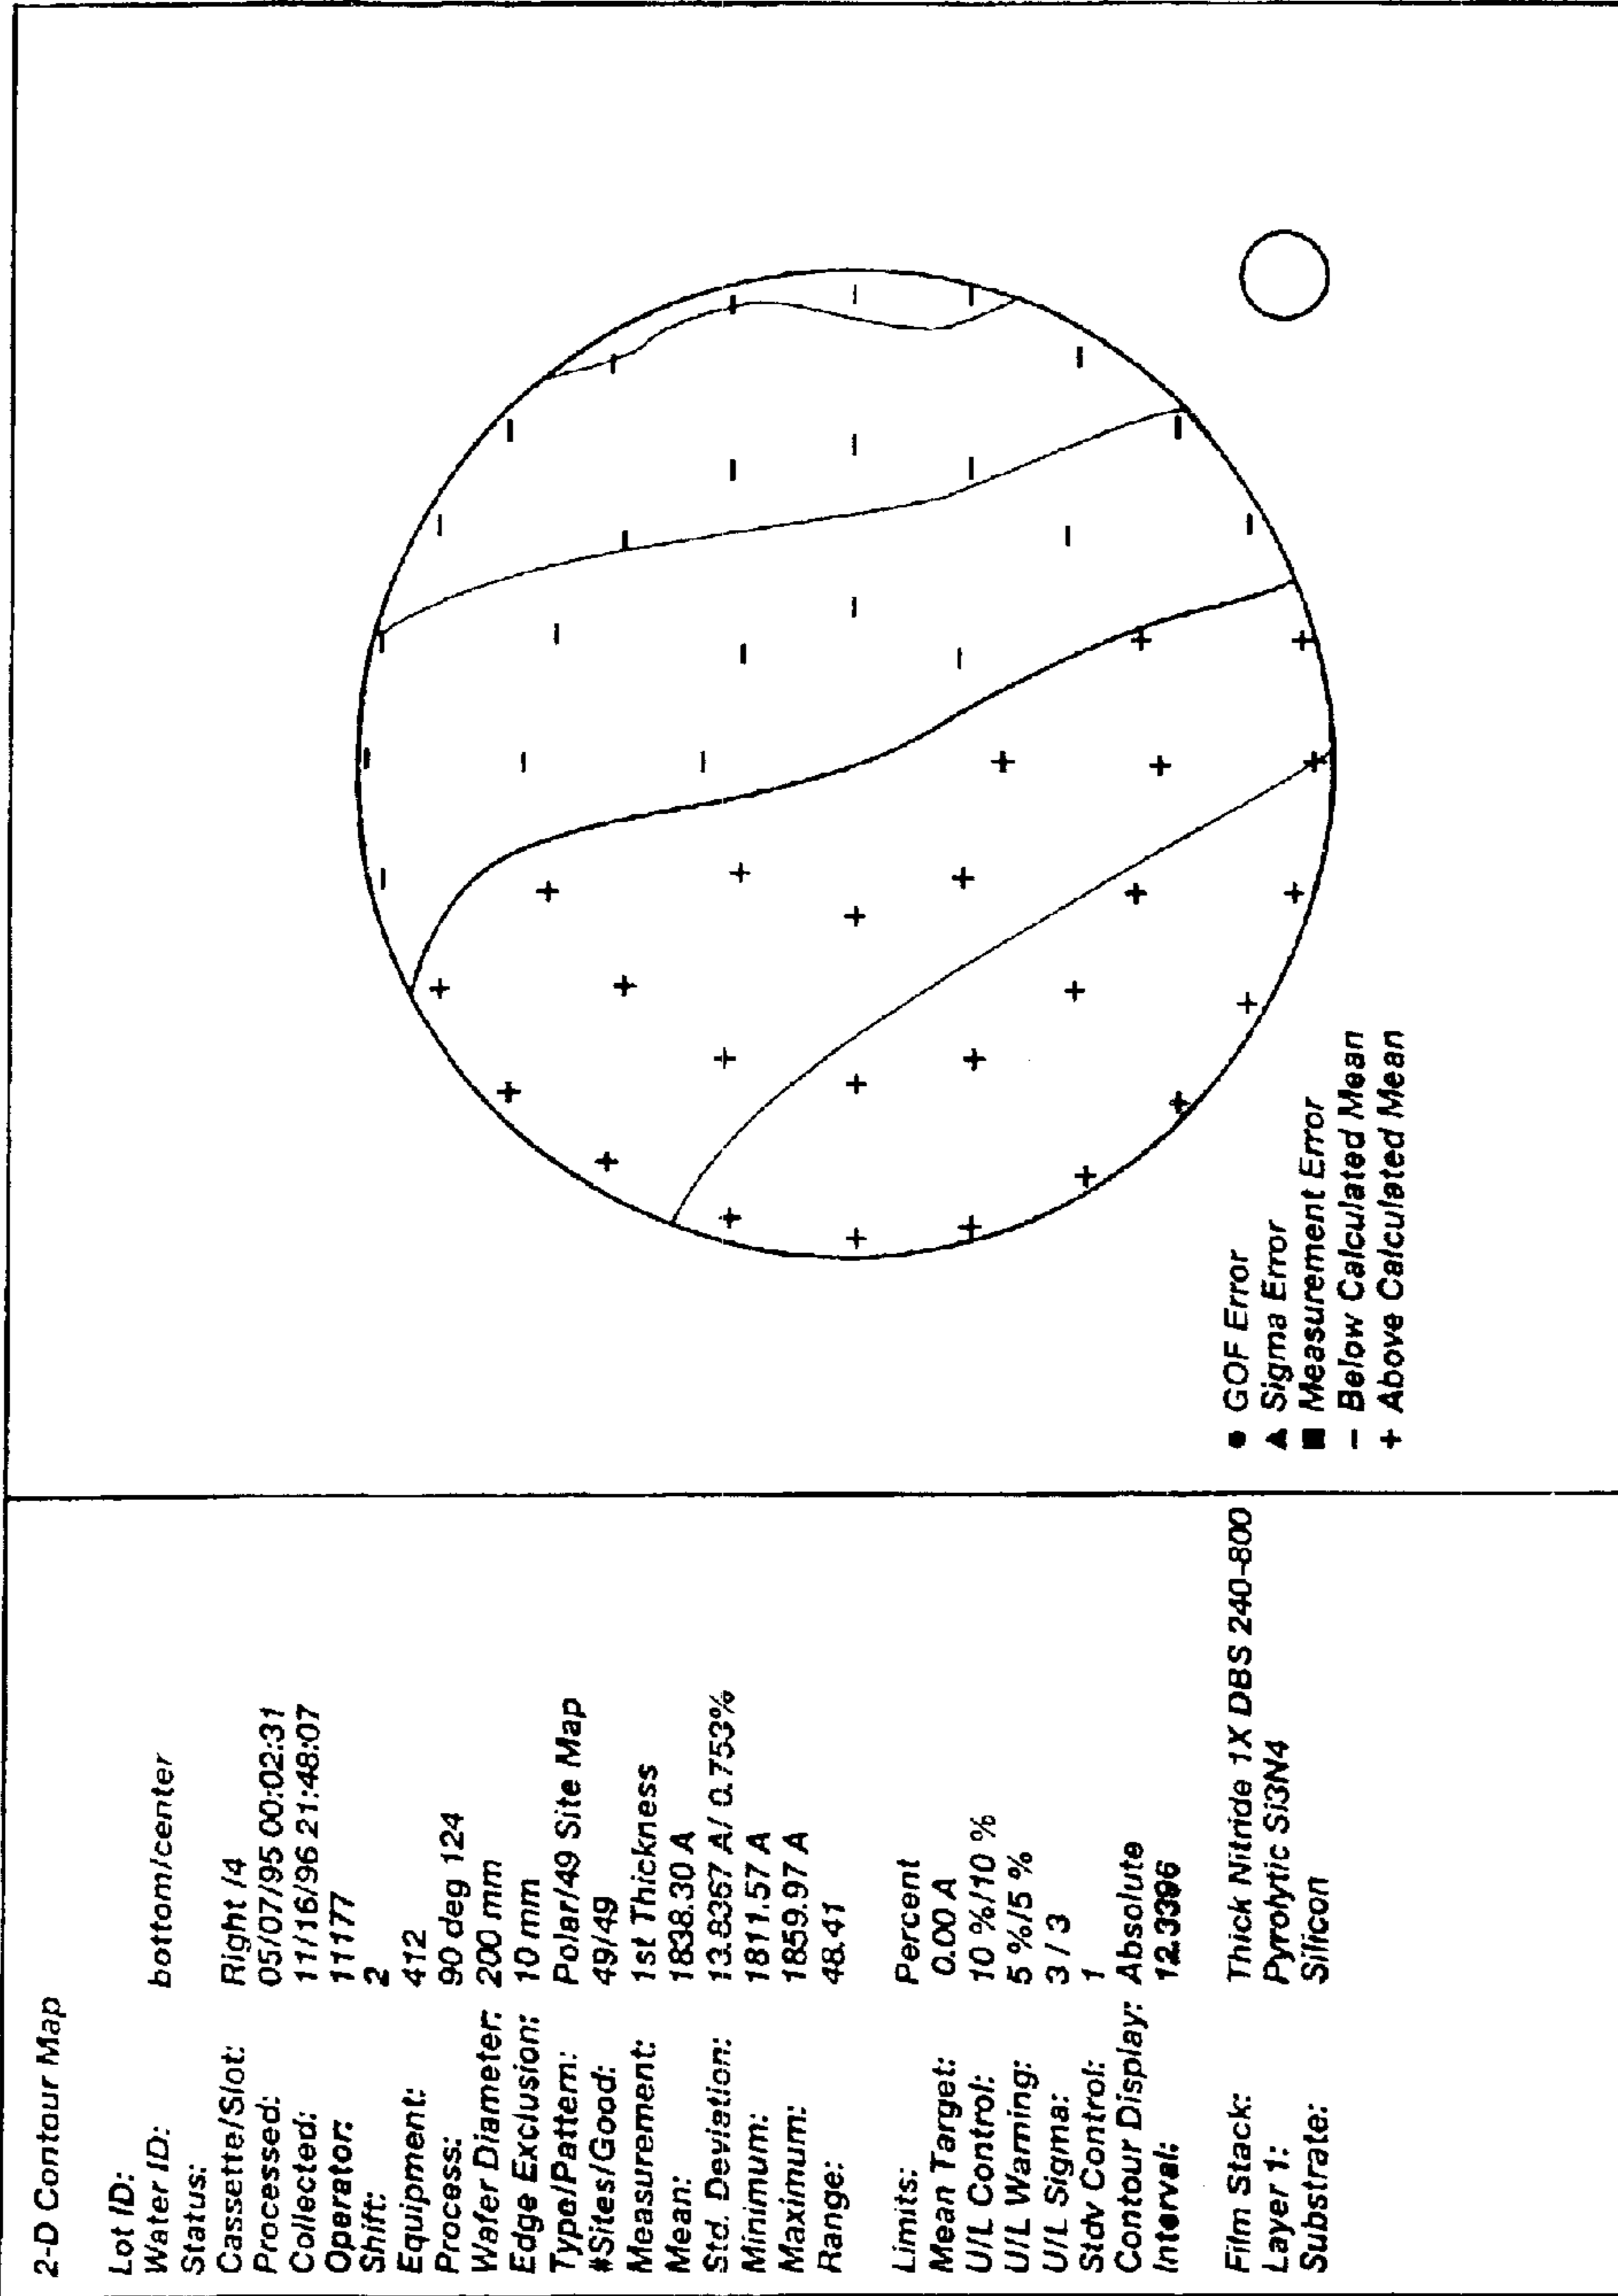 2-D Contour Map
Lot ID:
Water ID: bottom/center
Status:
Cassette/Slot: Right /4
Processed: 05/07/95 00:02:31
Collected: 11/16/96 21:48:07
Operator: 11177
Shift: 2
Equipment: 412
Process: 90 deg 124
Wafer Diameter: 200 mm
Edge Exclusion: 10 mm
Type/Pattern: Polar/49 Site Map
#Sites/Good: 49/49
Measurement: 1st Thickness
Mean: 1838.30 A
Std. Deviation: 13.8367 A/ 0.753%
Minimum: 1811.57 A
Maximum: 1859.97 A
Range: 48.41
Limits: Percent
Mean Target: 0.00 A
U/L Control: 10 %/10 %
U/L Warning: 5 %/5 %
U/L Sigma: 3 / 3
Stdv Control: 1
Contour Display: Absolute
Interval: 12.3396
Film Stack: Thick Nitride 1X DBS 240-800
Layer 1: Pyrolytic Si3N4
Substrate: Silicon
● GOF Error
▲ Sigma Error
■ Measurement Error
– Below Calculated Mean
+ Above Calculated Mean